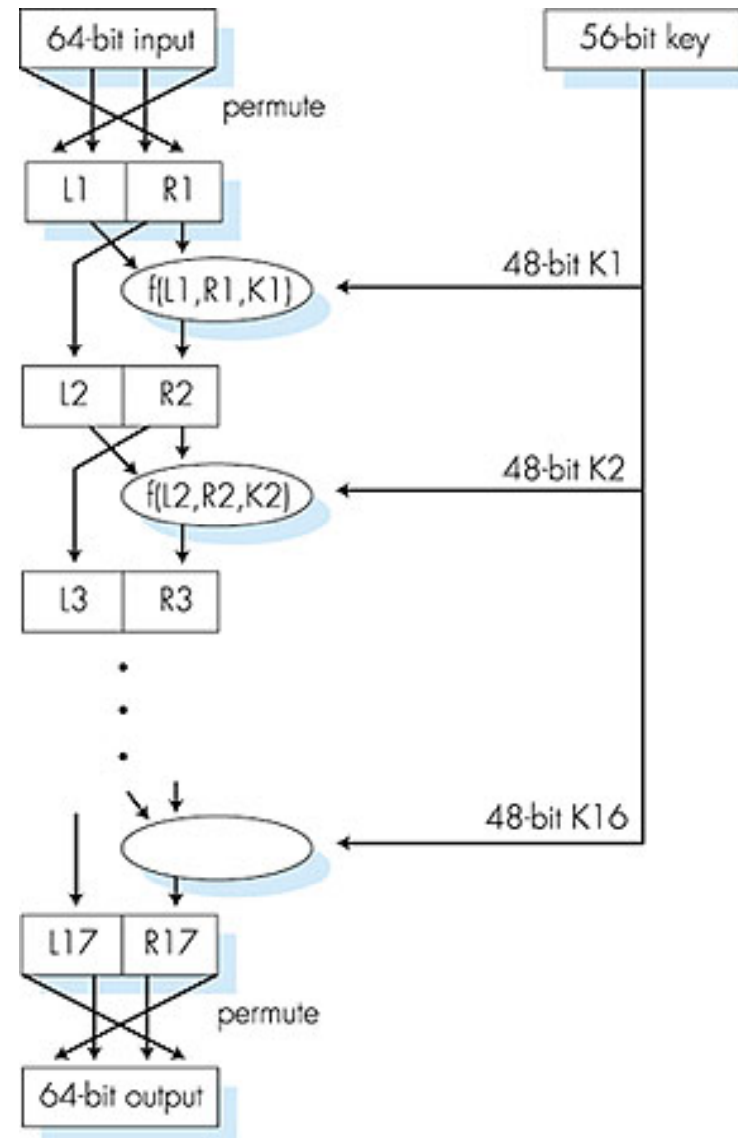 64-bit input
56-bit key
permute
L1 R1
48-bit K1
f(L1,R1,K1)
L2 R2
48-bit K2
f(L2,R2,K2)
L3 R3
48-bit K16
L17 R17
permute
64-bit output